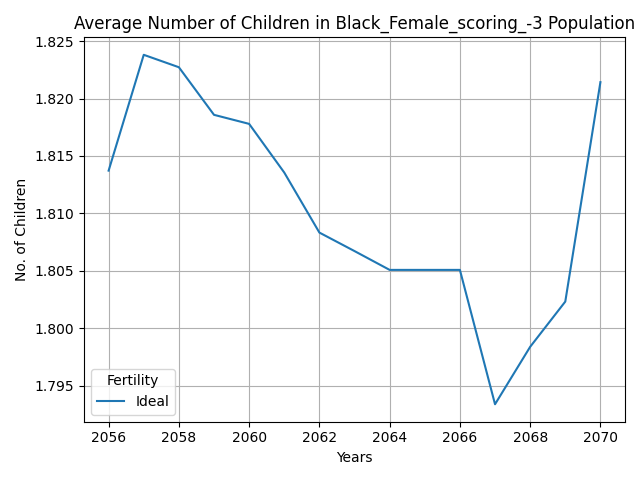 Average Number of Children in Black_Female_scoring_-3 Population
1.825
1.820
1.815
1.810
1.805
1.800
1.795
No. of Children
Fertility
Ideal
2056 2058 2060 2062 2064 2066 2068 2070
Years